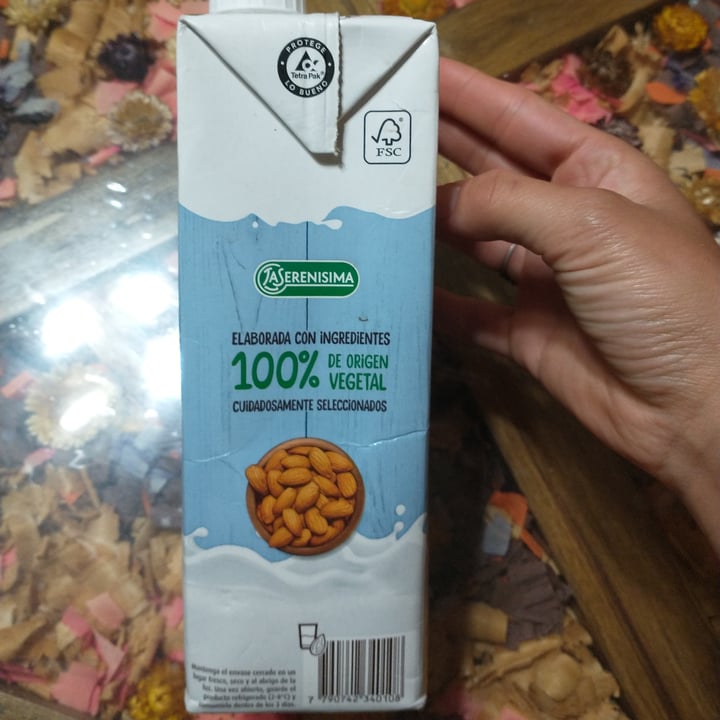 PROTEGE
Tetra Pak®
LO BUENO
FSC®
LA SERENISIMA
ELABORADA CON INGREDIENTES
100% DE ORIGEN
VEGETAL
CUIDADOSAMENTE SELECCIONADOS
Mantenga el envase cerrado en un
lugar fresco, seco y al abrigo de la
luz. Una vez abierto, guarde el
producto refrigerado (2-8°C) y
consumalo dentro de los 3 días.
7 790742 340108